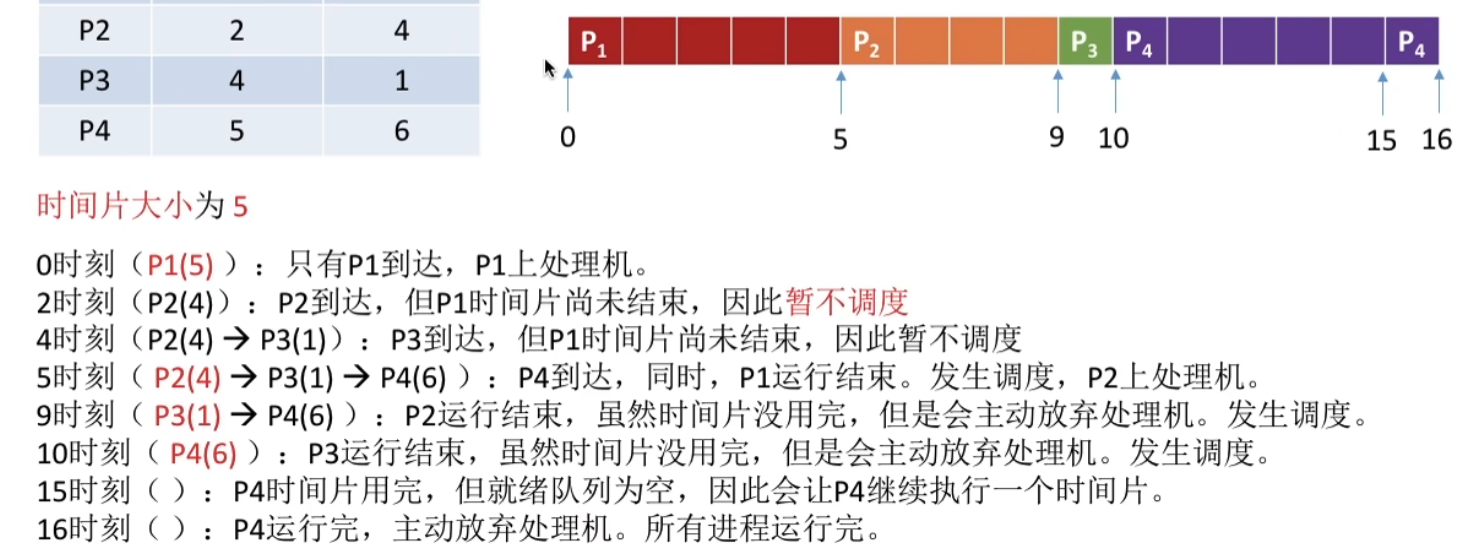 P2 2 4
P3 4 1
P4 5 6
P₁ P₂ P₃ P₄ P₄
0 5 9 10 15 16
时间片大小为 5
0时刻（P1(5) ）：只有P1到达，P1上处理机。
2时刻（P2(4)）：P2到达，但P1时间片尚未结束，因此暂不调度
4时刻（P2(4) → P3(1)）：P3到达，但P1时间片尚未结束，因此暂不调度
5时刻（ P2(4) → P3(1) → P4(6) ）：P4到达，同时，P1运行结束。发生调度，P2上处理机。
9时刻（ P3(1) → P4(6) ）：P2运行结束，虽然时间片没用完，但是会主动放弃处理机。发生调度。
10时刻（ P4(6) ）：P3运行结束，虽然时间片没用完，但是会主动放弃处理机。发生调度。
15时刻（ ）：P4时间片用完，但就绪队列为空，因此会让P4继续执行一个时间片。
16时刻（ ）：P4运行完，主动放弃处理机。所有进程运行完。